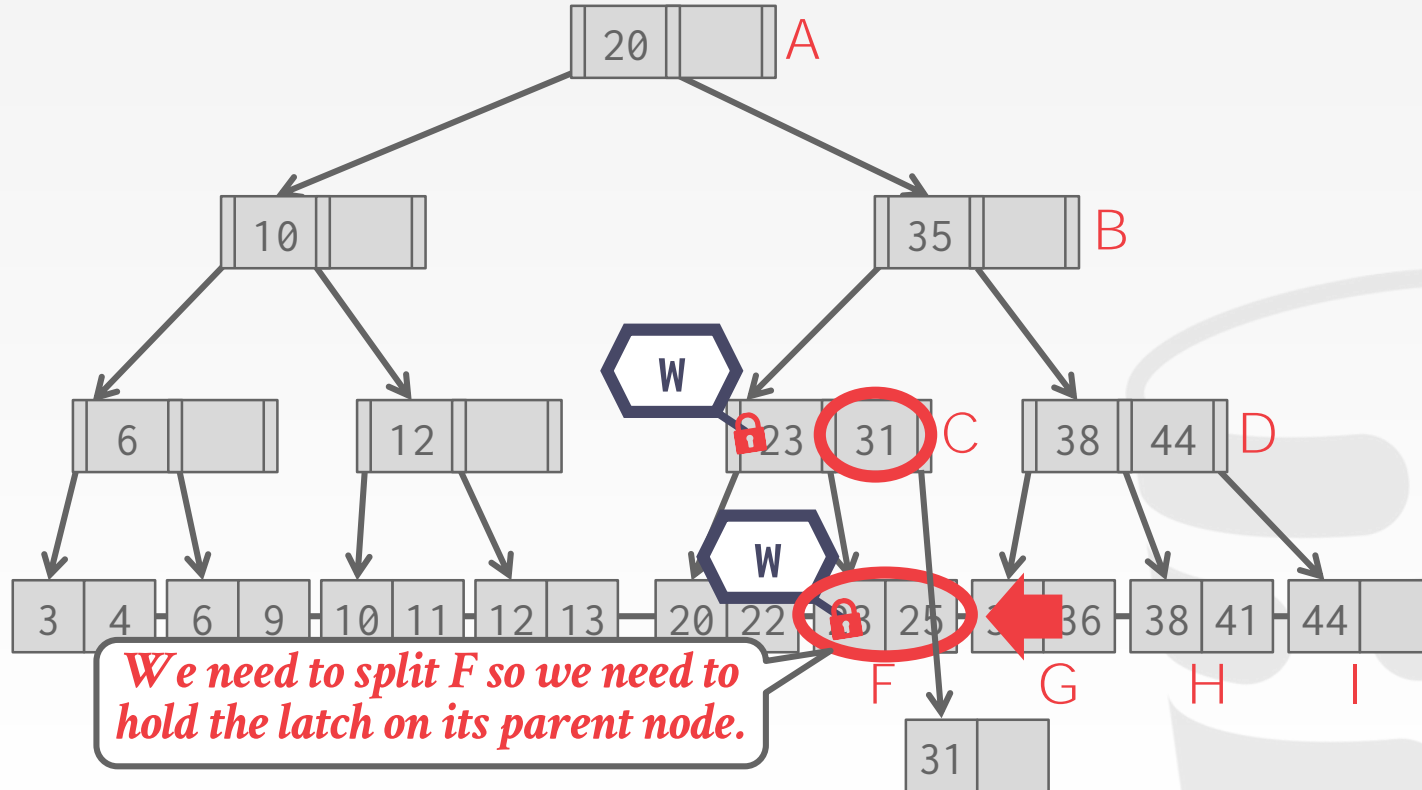 20 A
10 35 B
W
6 12 23 31 C 38 44 D
W
3 4 6 9 10 11 12 13 20 22 25 36 38 41 44
We need to split F so we need to
hold the latch on its parent node.
F G H I
31